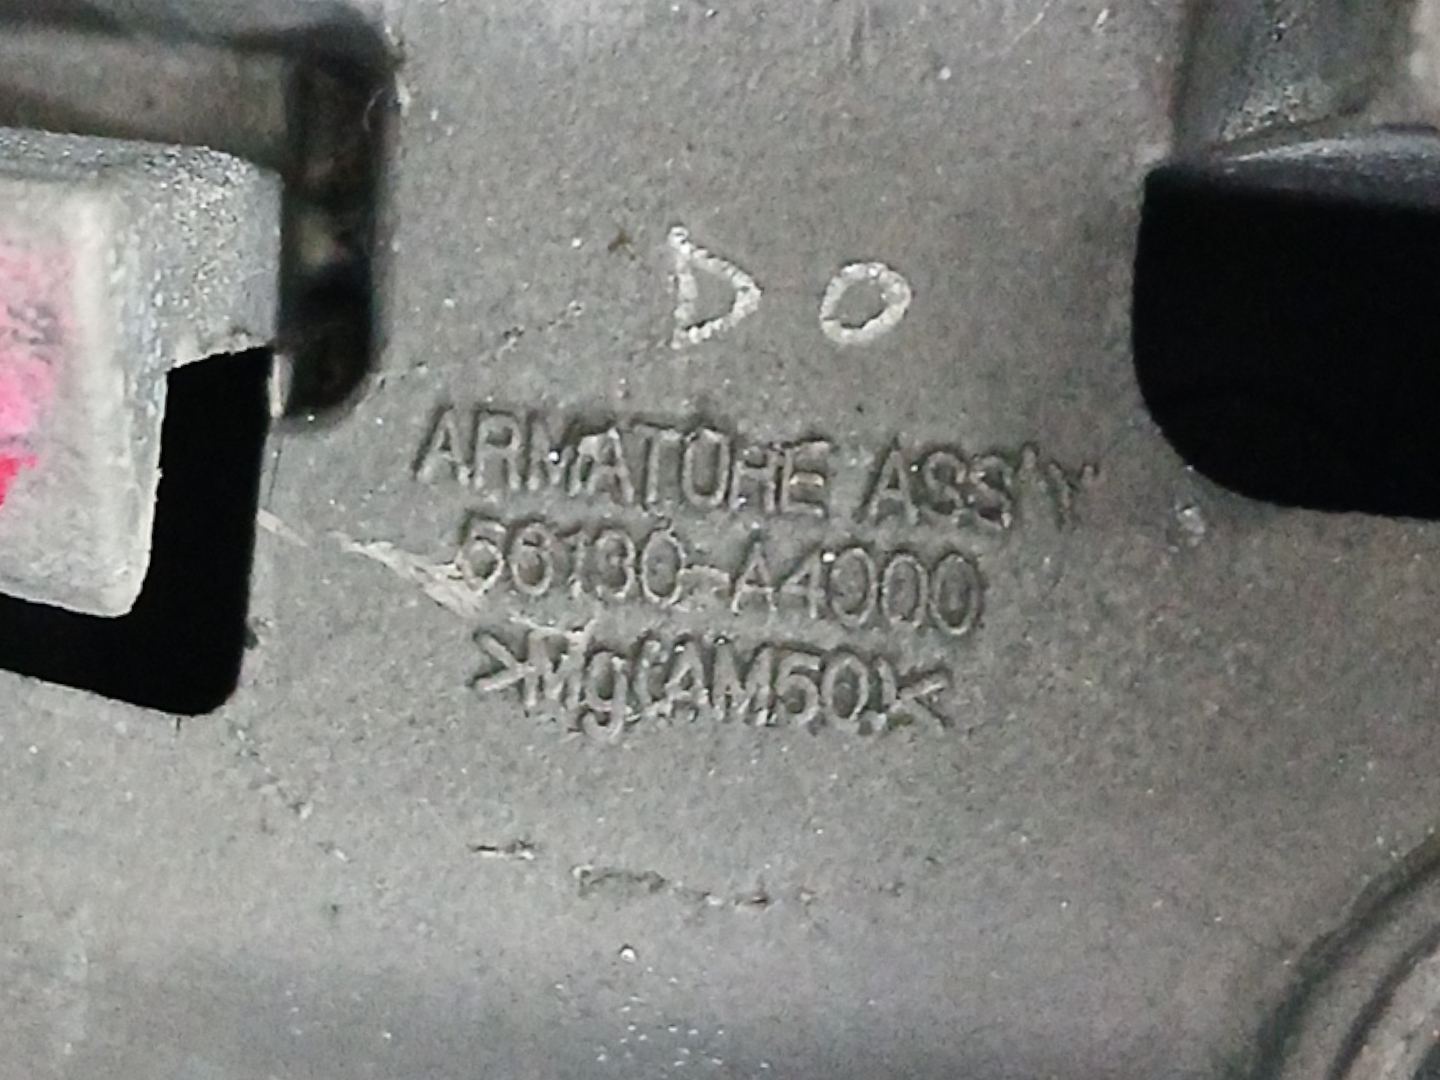 D O
ARMATURE ASS'Y
56130-A4000
>Mg(AM50)<